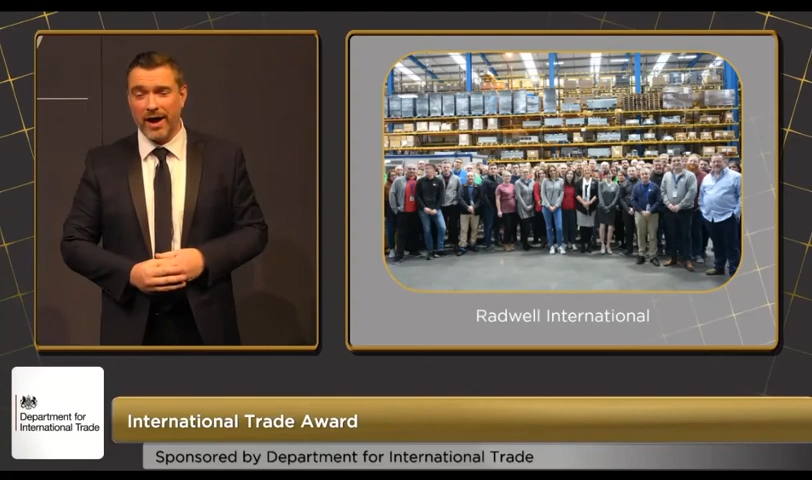 Radwell International
Department for
International Trade
International Trade Award
Sponsored by Department for International Trade